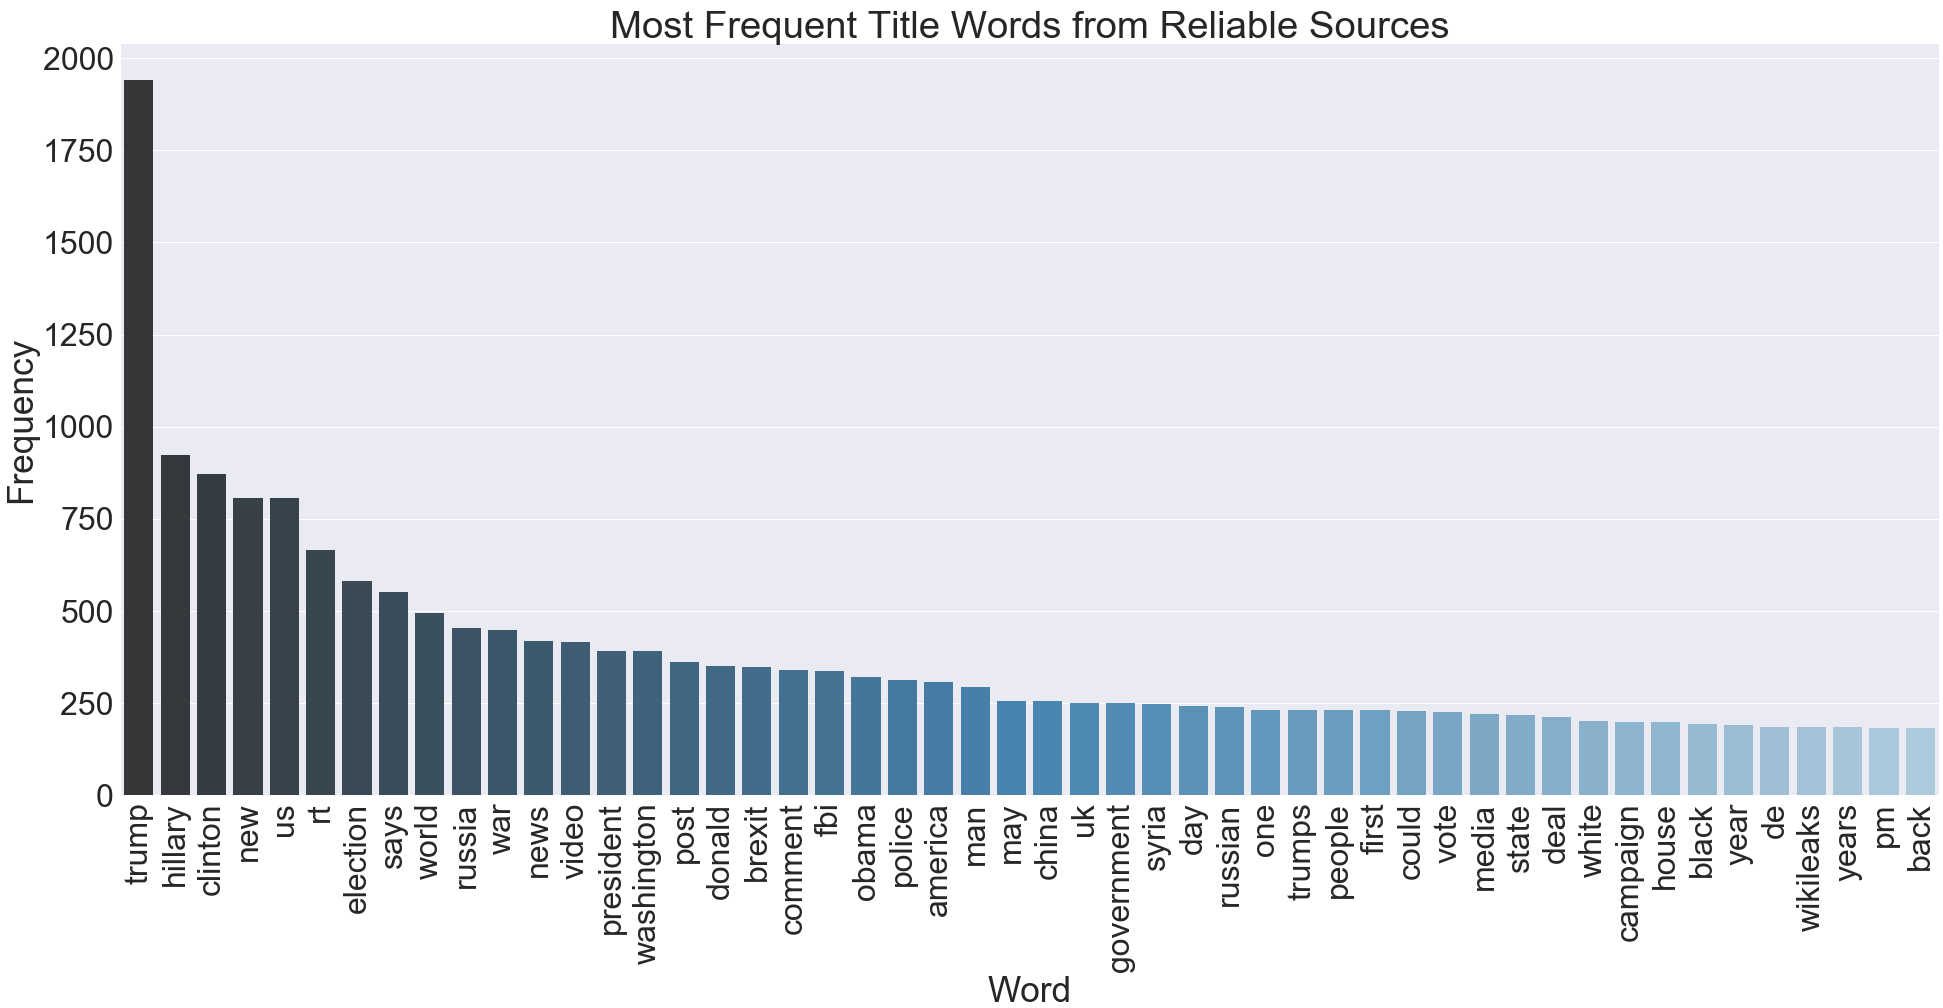 Most Frequent Title Words from Reliable Sources
Frequency
2000
1750
1500
1250
1000
750
500
250
0
trump
hillary
clinton
new
us
rt
election
says
world
russia
war
news
video
president
washington
post
donald
brexit
comment
fbi
obama
police
america
man
may
china
uk
government
syria
day
russian
one
trumps
people
first
could
vote
media
state
deal
white
campaign
house
black
year
de
wikileaks
years
pm
back
Word